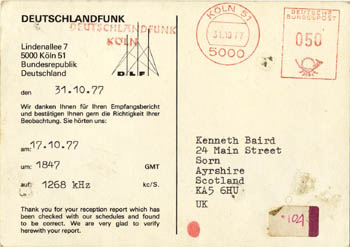 DEUTSCHLANDFUNK
DEUTSCHLANDFUNK
KÖLN
Lindenallee 7
5000 Köln 51
Bundesrepublik
Deutschland
DLF
KÖLN 51
31.10.77
5000
DEUTSCHE
BUNDESPOST
050
den 31.10.77
Wir danken Ihnen für Ihren Empfangsbericht
und bestätigen Ihnen gern die Richtigkeit Ihrer
Beobachtung. Sie hörten uns:
am: 17.10.77
um: 1847 GMT
auf: 1268 kHz kc/S.
Thank you for your reception report which has
been checked with our schedules and found
to be correct. We are very glad to verify
herewith your report.
Kenneth Baird
24 Main Street
Sorn
Ayrshire
Scotland
KA5 6HU
UK